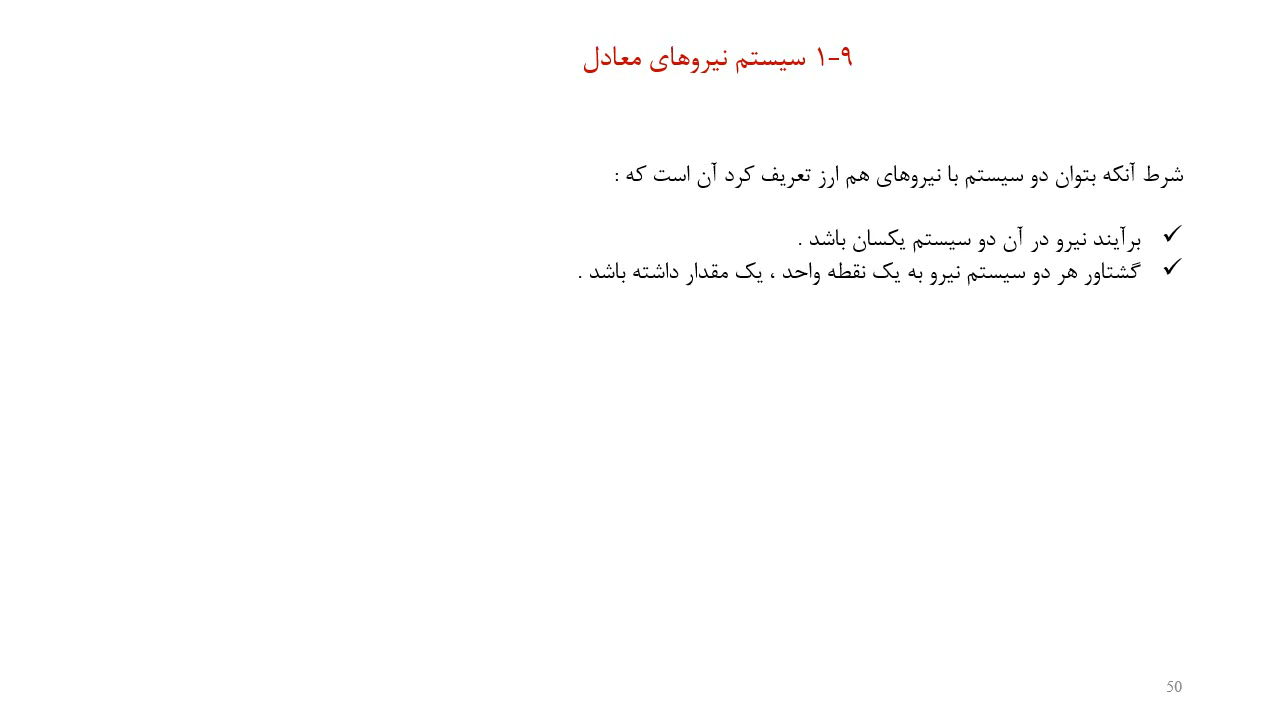 ۹-۱ سیستم نیروهای معادل
شرط آنکه بتوان دو سیستم با نیروهای هم ارز تعریف کرد آن است که :
✓ برآیند نیرو در آن دو سیستم یکسان باشد .
✓ گشتاور هر دو سیستم نیرو به یک نقطه واحد ، یک مقدار داشته باشد .
50